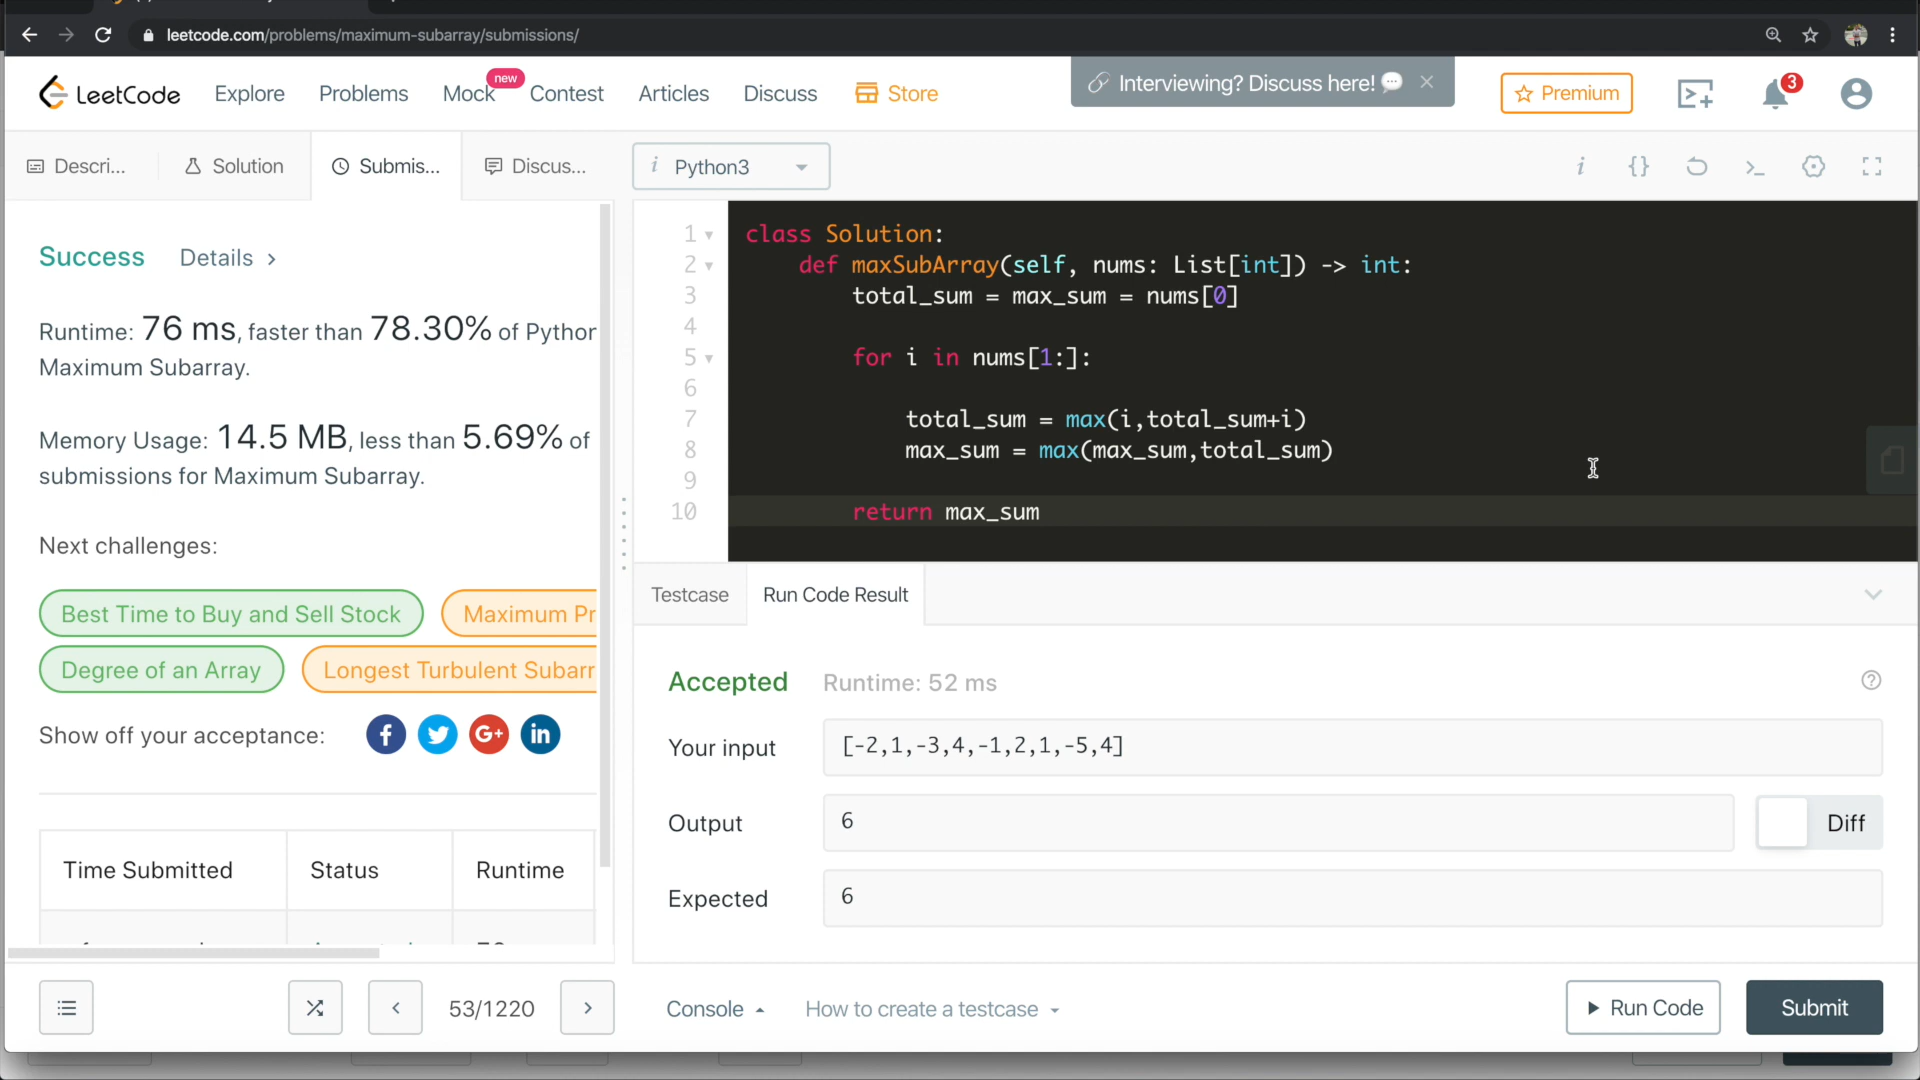 leetcode.com/problems/maximum-subarray/submissions/
LeetCode
Explore
Problems
Mock
new
Contest
Articles
Discuss
Store
Interviewing? Discuss here! 💬
Premium
3
Descri...
Solution
Submis...
Discus...
i Python3
Success
Details >
Runtime: 76 ms, faster than 78.30% of Python
Maximum Subarray.
Memory Usage: 14.5 MB, less than 5.69% of
submissions for Maximum Subarray.
Next challenges:
Best Time to Buy and Sell Stock
Maximum Pr
Degree of an Array
Longest Turbulent Subarr
Show off your acceptance:
Time Submitted
Status
Runtime
53/1220
1 class Solution:
2 def maxSubArray(self, nums: List[int]) -> int:
3 total_sum = max_sum = nums[0]
4
5 for i in nums[1:]:
6
7 total_sum = max(i,total_sum+i)
8 max_sum = max(max_sum,total_sum)
9
10 return max_sum
Testcase
Run Code Result
Accepted
Runtime: 52 ms
Your input
[-2,1,-3,4,-1,2,1,-5,4]
Output
6
Diff
Expected
6
Console
How to create a testcase
Run Code
Submit